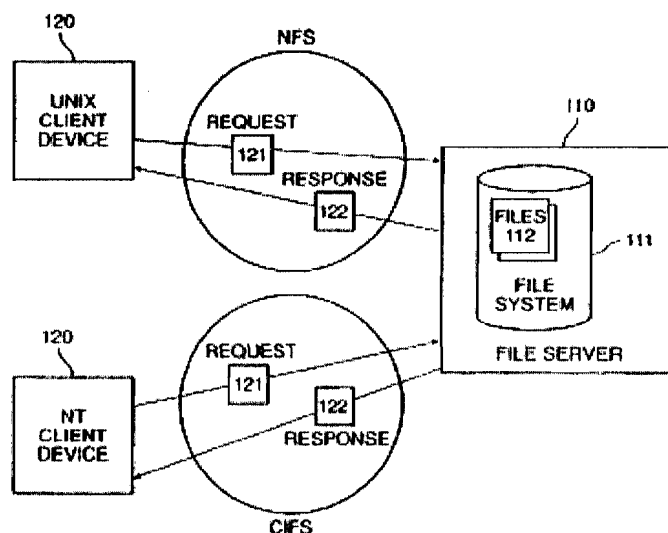 120
UNIX
CLIENT
DEVICE
NFS
REQUEST
121
RESPONSE
122
110
FILES
112
111
FILE
SYSTEM
FILE SERVER
120
NT
CLIENT
DEVICE
REQUEST
121
122
RESPONSE
CIFS